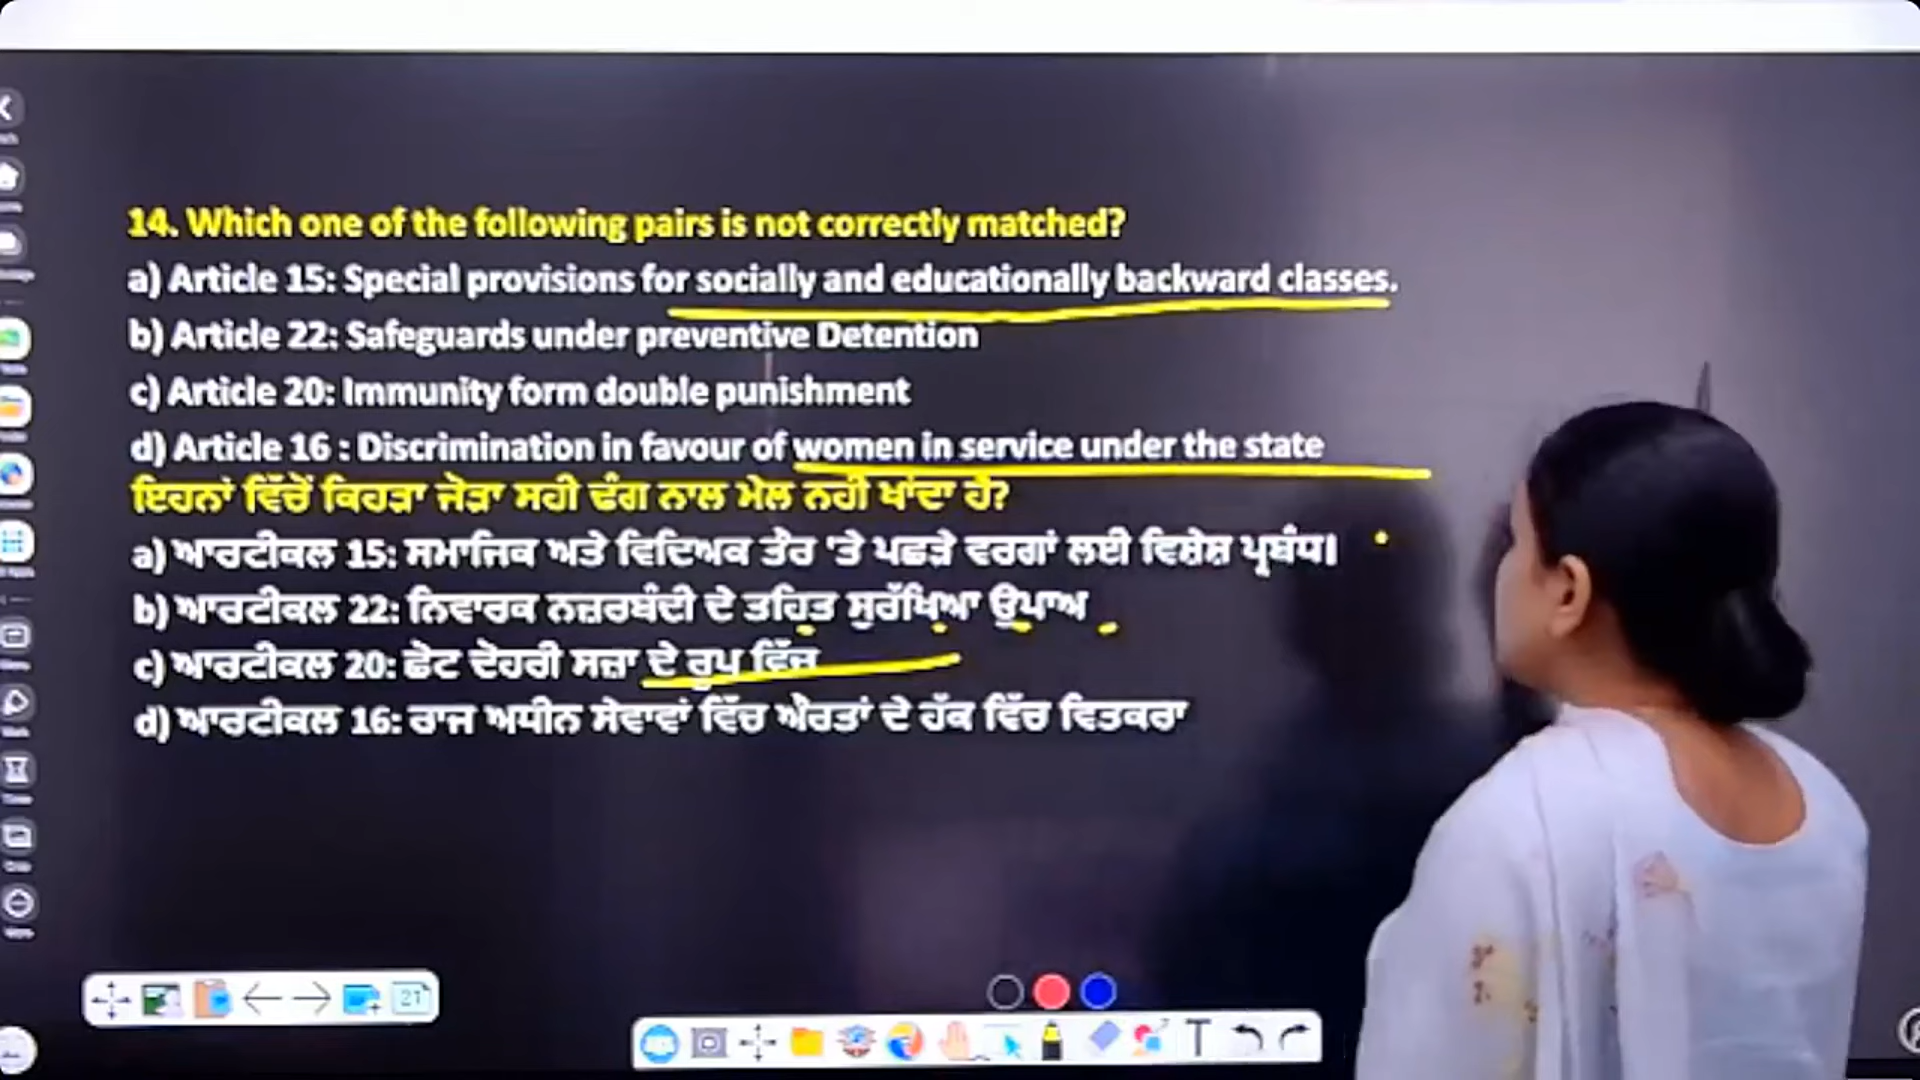 14. Which one of the following pairs is not correctly matched?
a) Article 15: Special provisions for socially and educationally backward classes.
b) Article 22: Safeguards under preventive Detention
c) Article 20: Immunity form double punishment
d) Article 16 : Discrimination in favour of women in service under the state
ਇਹਨਾਂ ਵਿੱਚੋਂ ਕਿਹੜਾ ਜੋੜਾ ਸਹੀ ਢੰਗ ਨਾਲ ਮੇਲ ਨਹੀਂ ਖਾਂਦਾ ਹੈ?
a) ਆਰਟੀਕਲ 15: ਸਮਾਜਿਕ ਅਤੇ ਵਿਦਿਅਕ ਤੌਰ 'ਤੇ ਪਛੜੇ ਵਰਗਾਂ ਲਈ ਵਿਸ਼ੇਸ਼ ਪ੍ਰਬੰਧ।
b) ਆਰਟੀਕਲ 22: ਨਿਵਾਰਕ ਨਜ਼ਰਬੰਦੀ ਦੇ ਤਹਿਤ ਸੁਰੱਖਿਆ ਉਪਾਅ
c) ਆਰਟੀਕਲ 20: ਛੋਟ ਦੋਹਰੀ ਸਜ਼ਾ ਦੇ ਰੂਪ ਵਿੱਚ
d) ਆਰਟੀਕਲ 16: ਰਾਜ ਅਧੀਨ ਸੇਵਾਵਾਂ ਵਿੱਚ ਔਰਤਾਂ ਦੇ ਹੱਕ ਵਿੱਚ ਵਿਤਕਰਾ
21
T